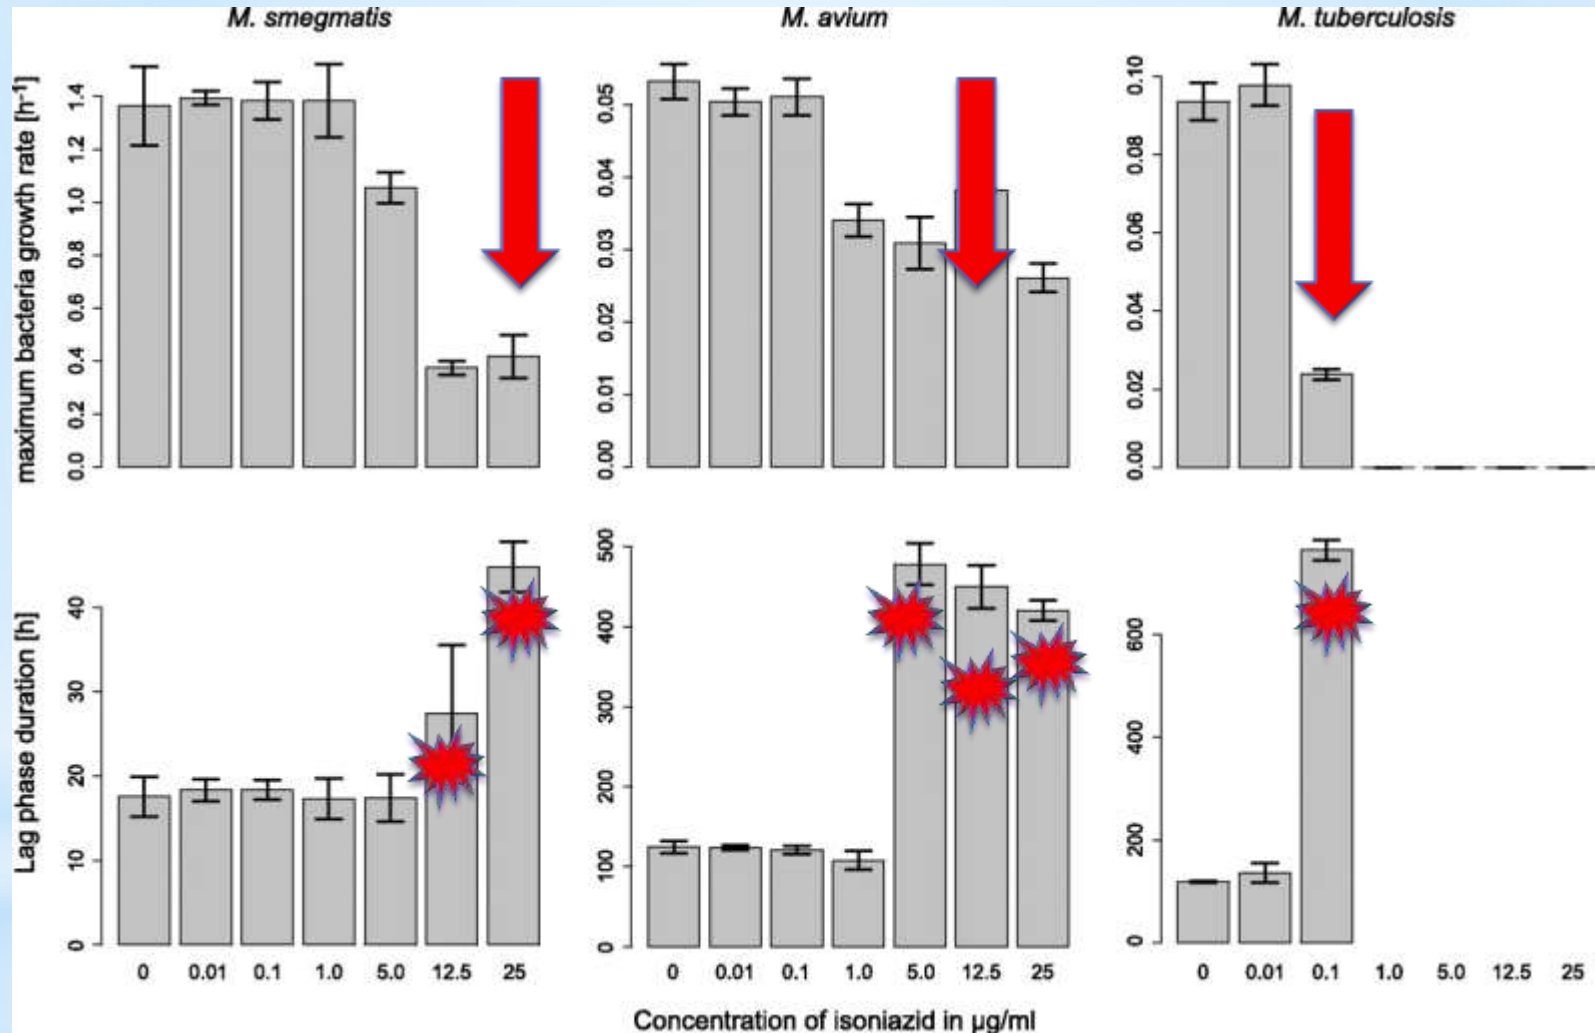 M. smegmatis
M. avium
M. tuberculosis
maximum bacteria growth rate [h⁻¹]
0.0 0.2 0.4 0.6 0.8 1.0 1.2 1.4
0.00 0.01 0.02 0.03 0.04 0.05
0.00 0.02 0.04 0.06 0.08 0.10
Lag phase duration [h]
0 10 20 30 40
0 100 200 300 400 500
0 200 400 600
0 0.01 0.1 1.0 5.0 12.5 25
0 0.01 0.1 1.0 5.0 12.5 25
0 0.01 0.1 1.0 5.0 12.5 25
Concentration of isoniazid in µg/ml